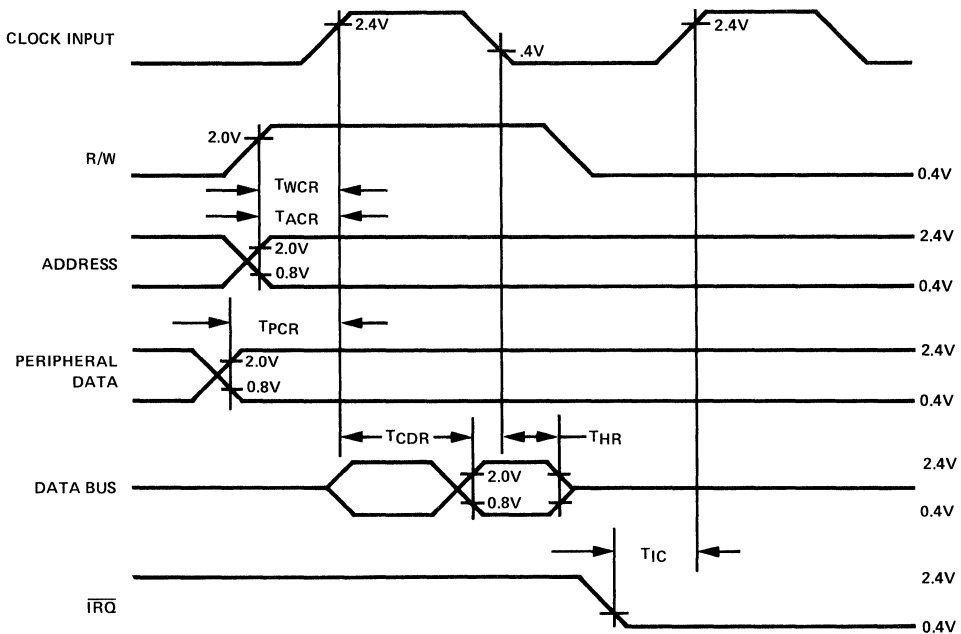 CLOCK INPUT
2.4V
.4V
2.4V
R/W
2.0V
0.4V
TWCR
TACR
ADDRESS
2.0V
0.8V
2.4V
0.4V
TPCR
PERIPHERAL
DATA
2.0V
0.8V
2.4V
0.4V
TCDR
THR
DATA BUS
2.0V
0.8V
2.4V
0.4V
TIC
IRQ
2.4V
0.4V